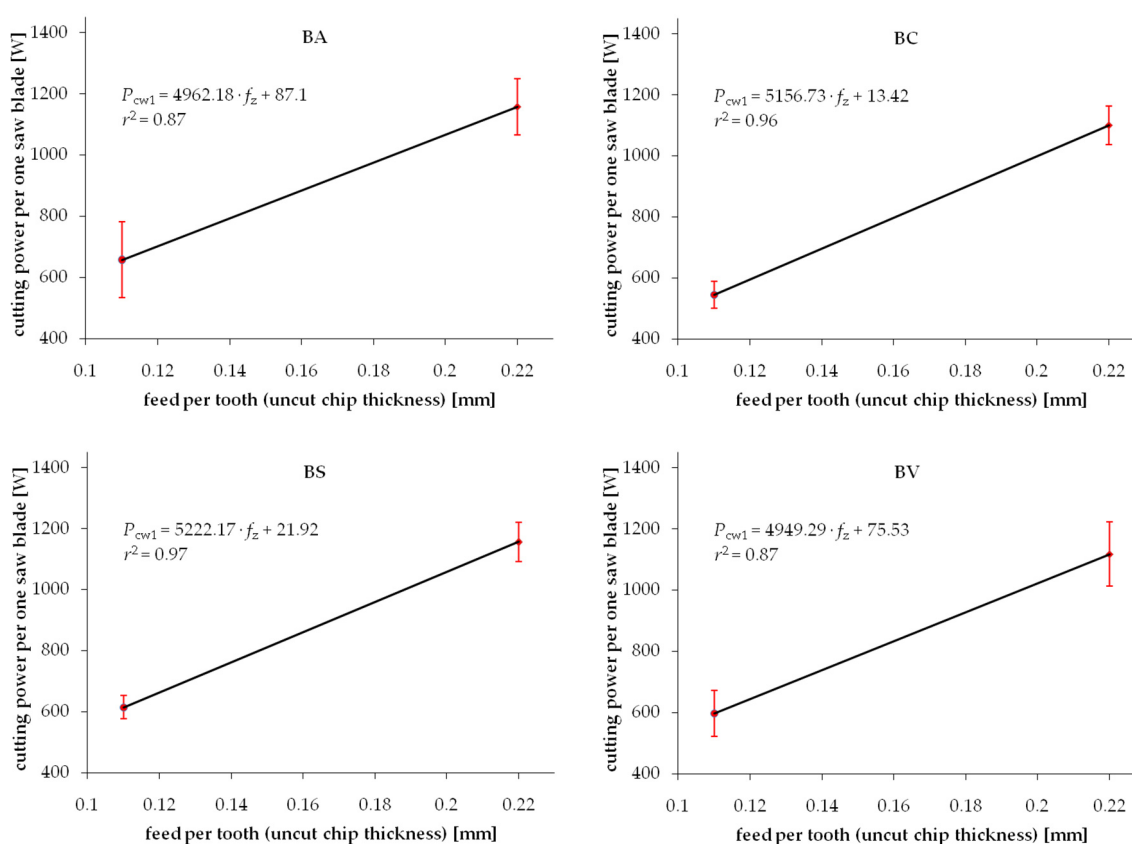 BA
cutting power per one saw blade [W]
P_cw1 = 4962.18 · f_z + 87.1
r² = 0.87
1400
1200
1000
800
600
400
0.1 0.12 0.14 0.16 0.18 0.2 0.22
feed per tooth (uncut chip thickness) [mm]
BC
cutting power per one saw blade [W]
P_cw1 = 5156.73 · f_z + 13.42
r² = 0.96
1400
1200
1000
800
600
400
0.1 0.12 0.14 0.16 0.18 0.2 0.22
feed per tooth (uncut chip thickness) [mm]
BS
cutting power per one saw blade [W]
P_cw1 = 5222.17 · f_z + 21.92
r² = 0.97
1400
1200
1000
800
600
400
0.1 0.12 0.14 0.16 0.18 0.2 0.22
feed per tooth (uncut chip thickness) [mm]
BV
cutting power per one saw blade [W]
P_cw1 = 4949.29 · f_z + 75.53
r² = 0.87
1400
1200
1000
800
600
400
0.1 0.12 0.14 0.16 0.18 0.2 0.22
feed per tooth (uncut chip thickness) [mm]